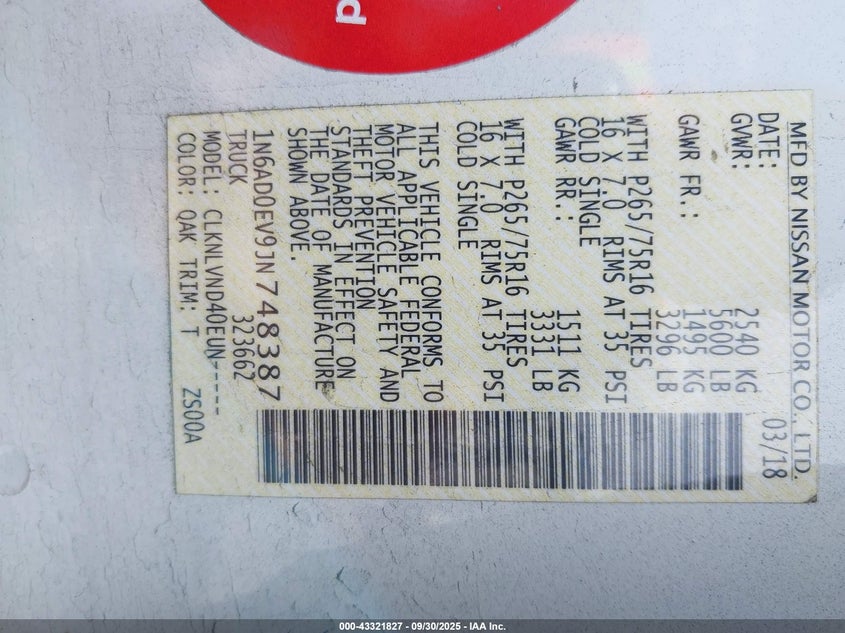 d
MFD BY NISSAN MOTOR CO., LTD.
DATE: 03/18
GVWR: 2540 KG
5600 LB
GAWR FR.: 1495 KG
3296 LB
WITH P265/75R16 TIRES
16 X 7.0 RIMS AT 35 PSI
COLD SINGLE
GAWR RR.: 1511 KG
3331 LB
WITH P265/75R16 TIRES
16 X 7.0 RIMS AT 35 PSI
COLD SINGLE
THIS VEHICLE CONFORMS TO
ALL APPLICABLE FEDERAL
MOTOR VEHICLE SAFETY AND
THEFT PREVENTION
STANDARDS IN EFFECT ON
THE DATE OF MANUFACTURE
SHOWN ABOVE.
1N6AD0EV9JN748387
TRUCK 323662
MODEL: CLKNLVND40EUN-----
COLOR: QAK TRIM: T ZS00A
000-43321827 - 09/30/2025 - IAA Inc.